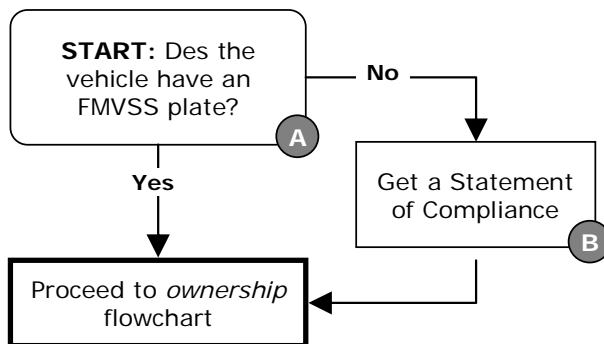 START: Des the
vehicle have an
FMVSS plate?
A
No
Yes
Get a Statement
of Compliance
B
Proceed to ownership
flowchart